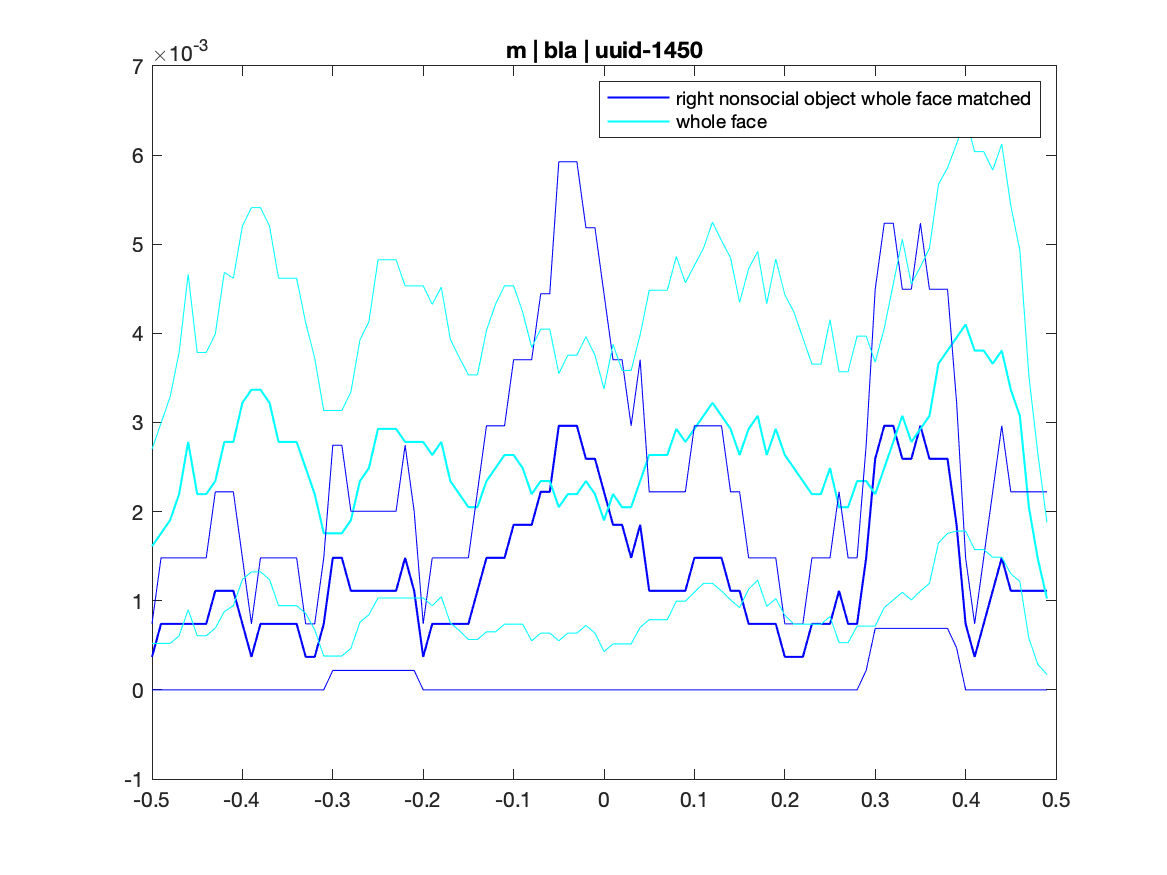 ×10-3
m | bla | uuid-1450
7
right nonsocial object whole face matched
whole face
6
5
4
3
2
1
0
-1
-0.5 -0.4 -0.3 -0.2 -0.1 0 0.1 0.2 0.3 0.4 0.5